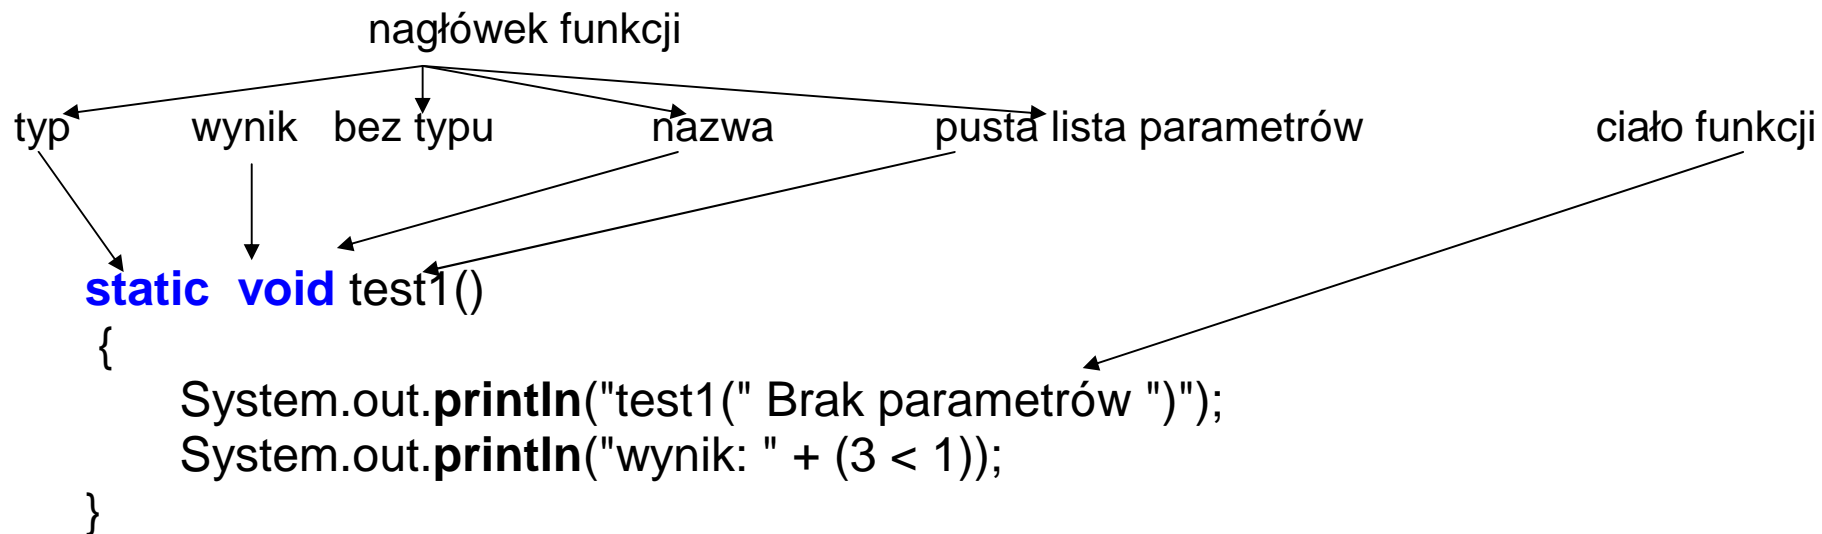 nagłówek funkcji
typ wynik bez typu nazwa pusta lista parametrów ciało funkcji
static void test1()
{
System.out.println("test1(" Brak parametrów ")");
System.out.println("wynik: " + (3 < 1));
}